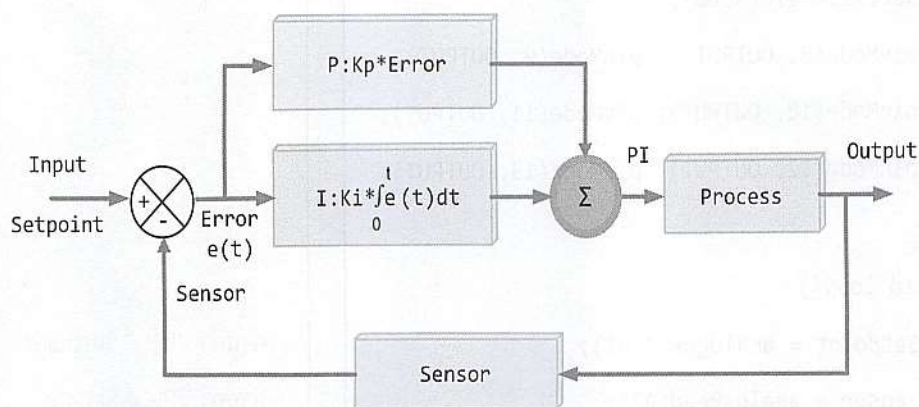 P:Kp*Error
Input
Setpoint
+
-
Error
e(t)
t
I:Ki*∫e (t)dt
0
Σ
PI
Process
Output
Sensor
Sensor